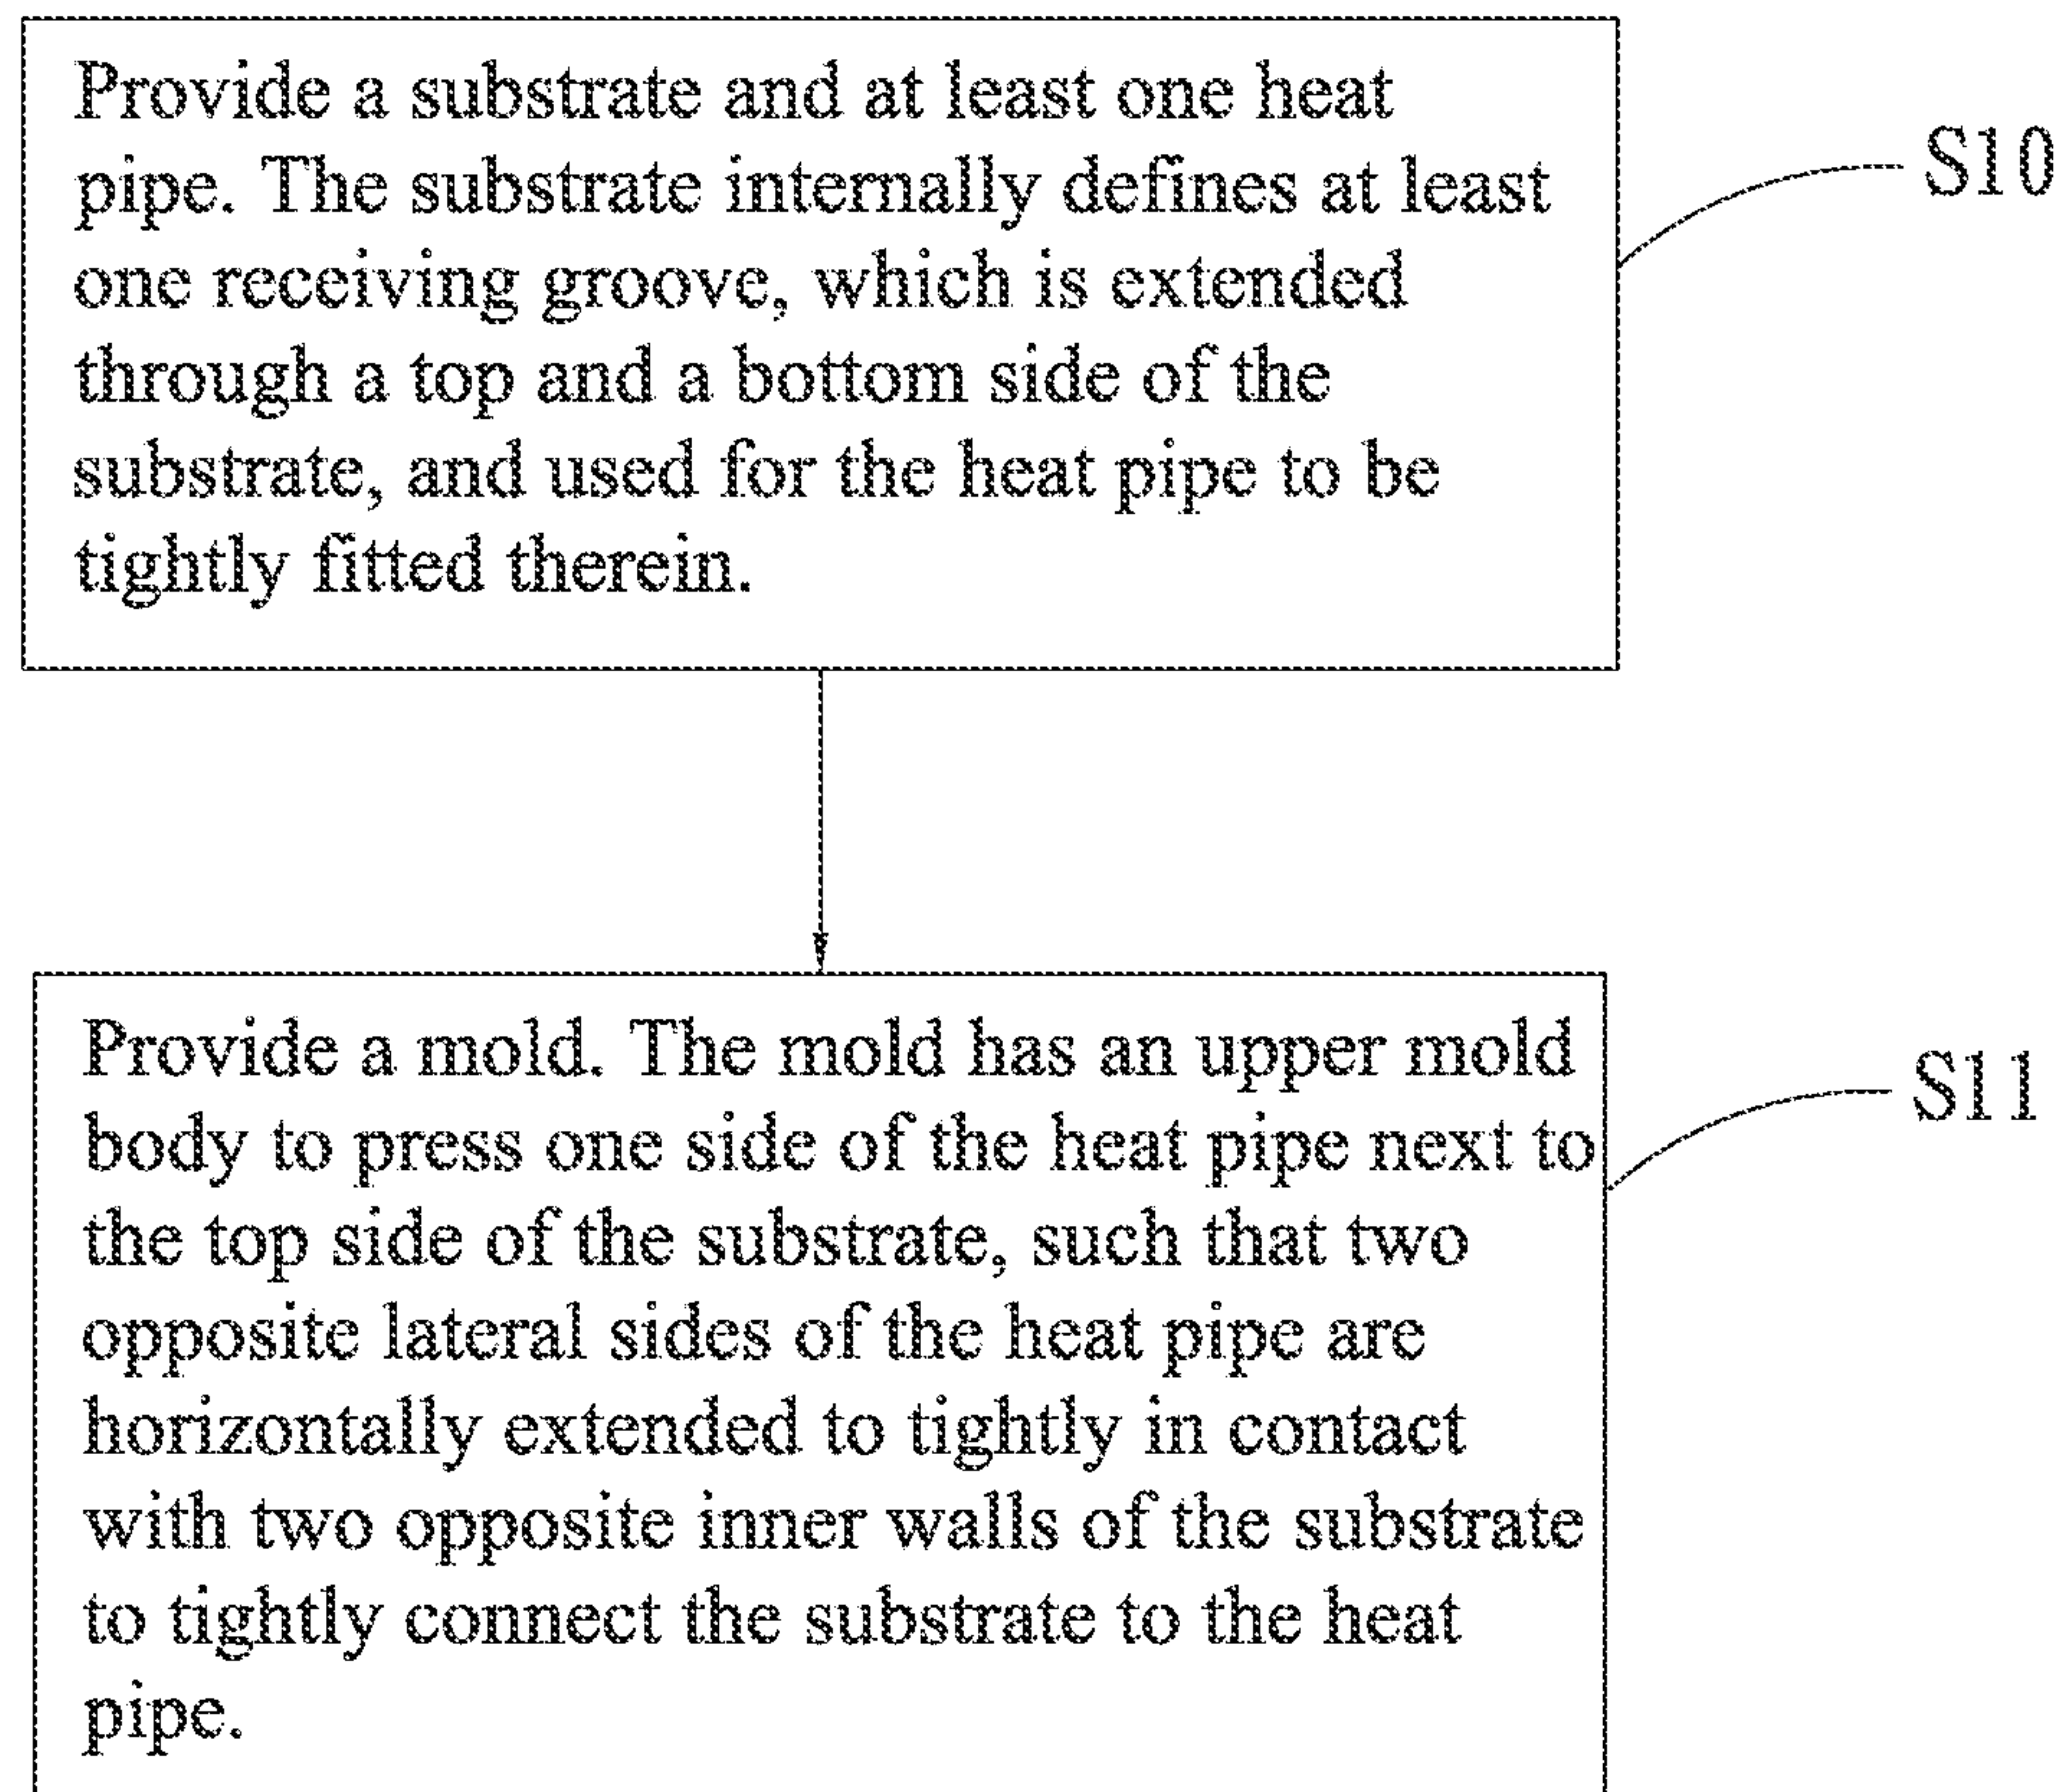 Provide a substrate and at least one heat
pipe. The substrate internally defines at least
one receiving groove, which is extended
through a top and a bottom side of the
substrate, and used for the heat pipe to be
tightly fitted therein.
S10
Provide a mold. The mold has an upper mold
body to press one side of the heat pipe next to
the top side of the substrate, such that two
opposite lateral sides of the heat pipe are
horizontally extended to tightly in contact
with two opposite inner walls of the substrate
to tightly connect the substrate to the heat
pipe.
S11